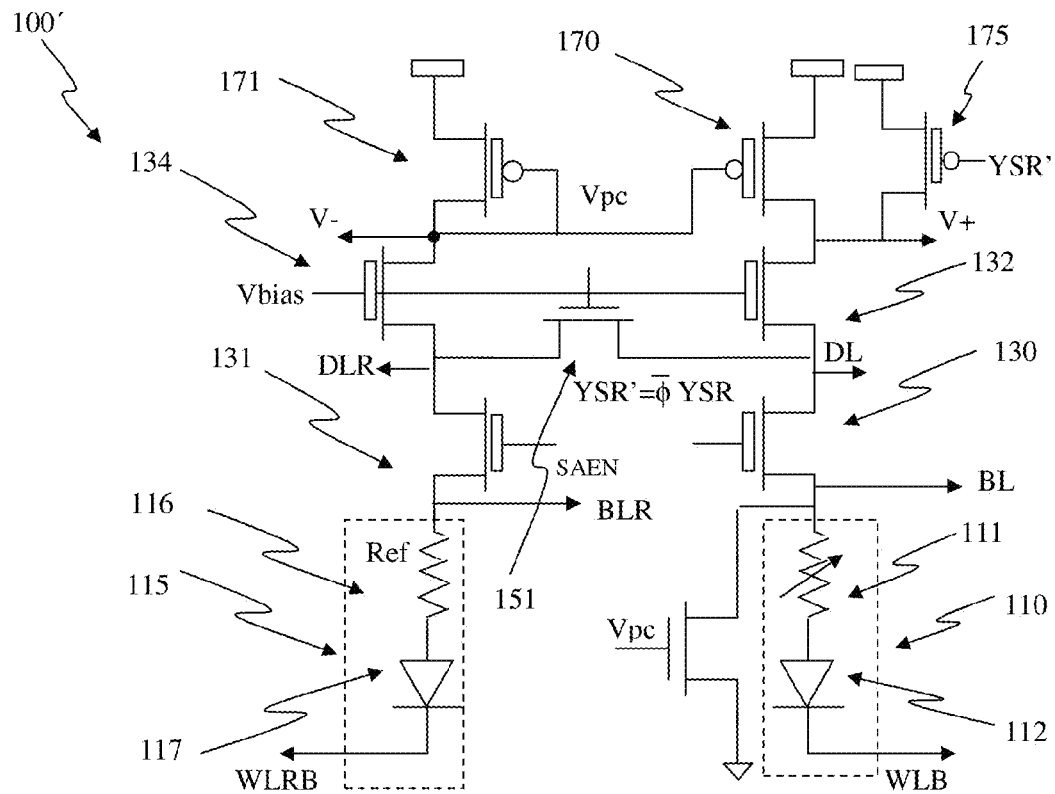 100´
170
175
171
134
Vpc
YSR'
V-
V+
132
Vbias
DLR
DL
130
131
YSR'=φ̅ YSR
SAEN
BL
116
BLR
111
Ref
115
151
110
Vpc
117
112
WLRB
WLB